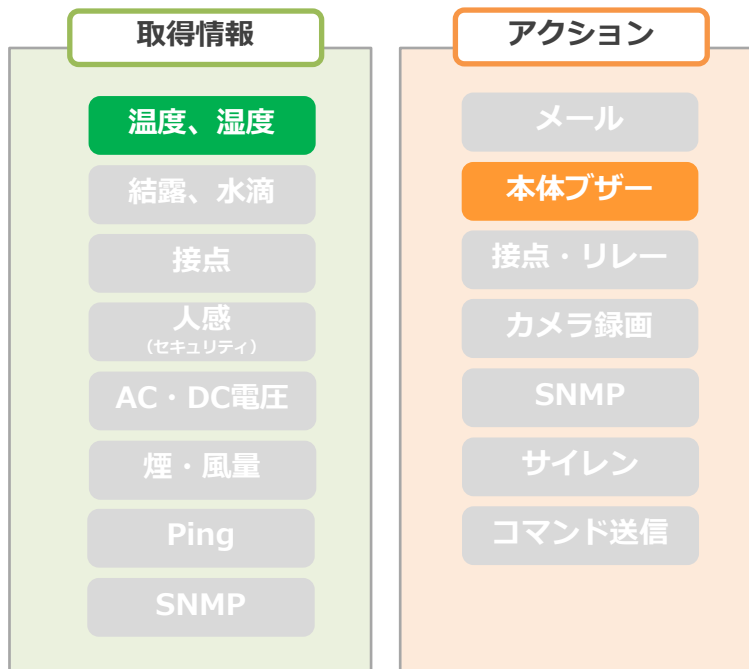 取得情報
温度、湿度
結露、水滴
接点
人感
（セキュリティ）
AC・DC電圧
煙・風量
Ping
SNMP
アクション
メール
本体ブザー
接点・リレー
カメラ録画
SNMP
サイレン
コマンド送信